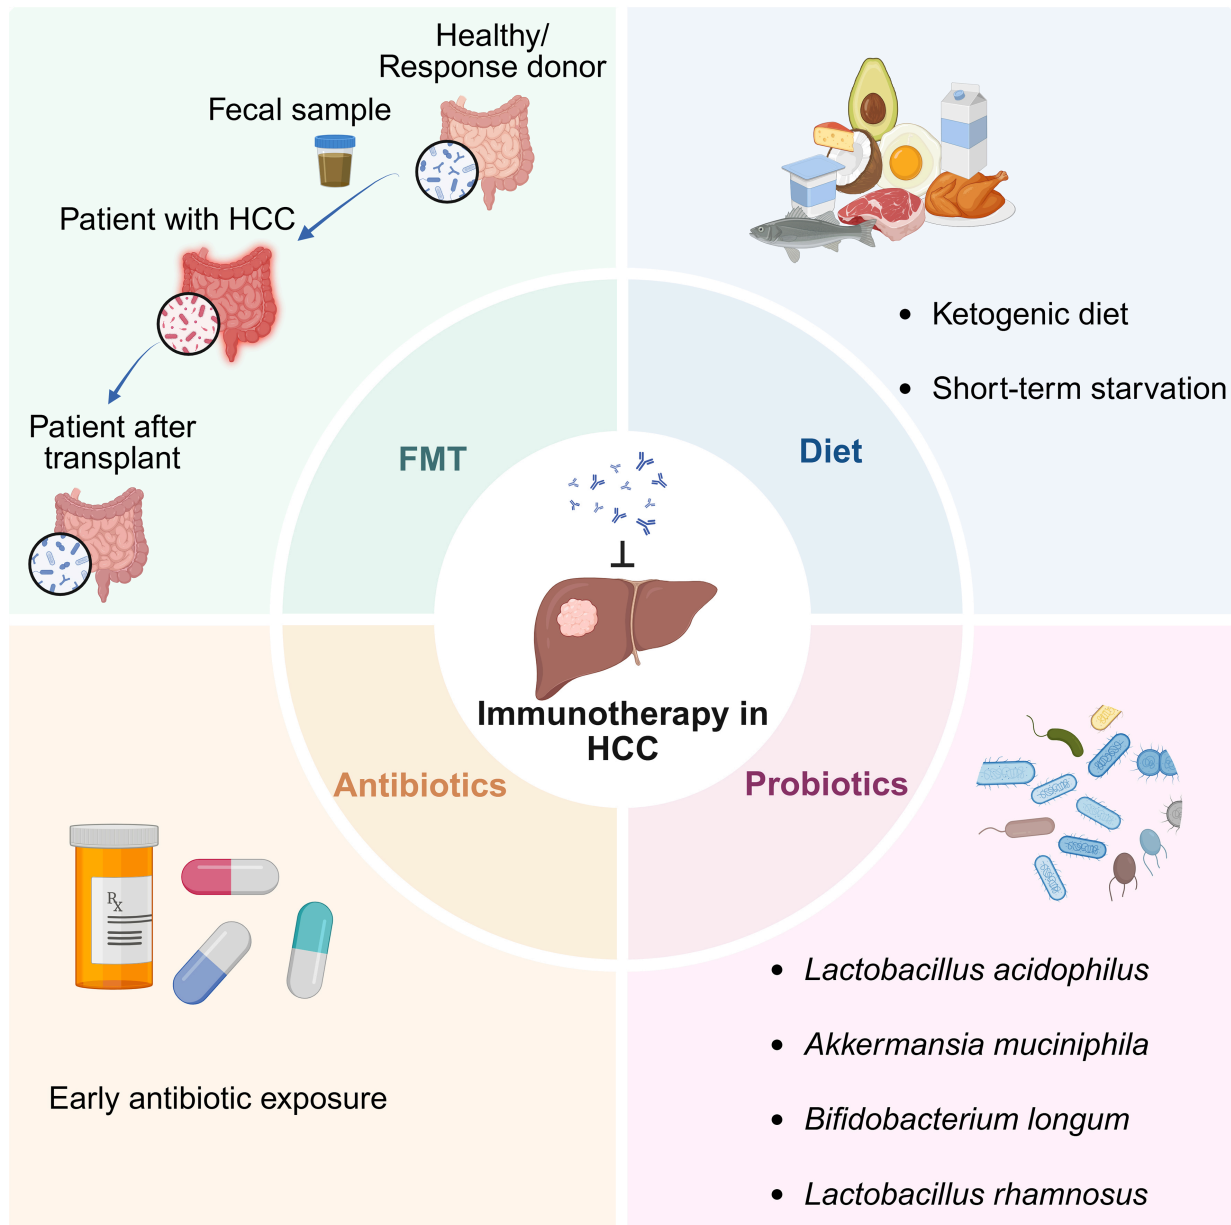 Healthy/
Response donor
Fecal sample
Patient with HCC
Patient after
transplant
FMT
Diet
• Ketogenic diet
• Short-term starvation
Immunotherapy in
HCC
Antibiotics
Rx
Early antibiotic exposure
Probiotics
• Lactobacillus acidophilus
• Akkermansia muciniphila
• Bifidobacterium longum
• Lactobacillus rhamnosus